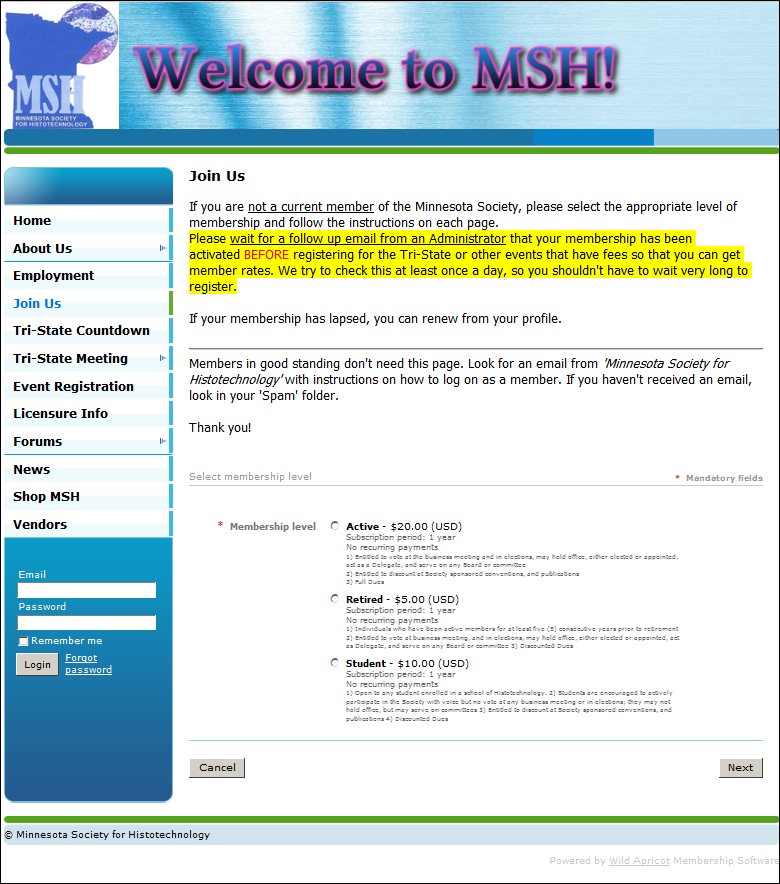 MSH
MINNESOTA SOCIETY
FOR HISTOTECHNOLOGY
Welcome to MSH!
Home
About Us
Employment
Join Us
Tri-State Countdown
Tri-State Meeting
Event Registration
Licensure Info
Forums
News
Shop MSH
Vendors
Email
Password
Remember me
Login
Forgot
password
Join Us
If you are not a current member of the Minnesota Society, please select the appropriate level of
membership and follow the instructions on each page.
Please wait for a follow up email from an Administrator that your membership has been
activated BEFORE registering for the Tri-State or other events that have fees so that you can get
member rates. We try to check this at least once a day, so you shouldn't have to wait very long to
register.
If your membership has lapsed, you can renew from your profile.
Members in good standing don't need this page. Look for an email from 'Minnesota Society for
Histotechnology' with instructions on how to log on as a member. If you haven't received an email,
look in your 'Spam' folder.
Thank you!
Select membership level
* Mandatory fields
* Membership level
Active - $20.00 (USD)
Subscription period: 1 year
No recurring payments
1) Entitled to vote at the business meeting and in elections, may hold office, either elected or appointed,
act as a Delegate, and serve on any Board or committee
2) Entitled to discount at Society sponsored conventions, and publications
3) Full Dues
Retired - $5.00 (USD)
Subscription period: 1 year
No recurring payments
1) Individuals who have been active members for at least five (5) consecutive years prior to retirement
2) Entitled to vote at business meeting, and in elections, may hold office, either elected or appointed, act
as Delegate, and serve on any Board or committee 3) Discounted Dues
Student - $10.00 (USD)
Subscription period: 1 year
No recurring payments
1) Open to any student enrolled in a school of Histotechnology. 2) Students are encouraged to actively
participate in the Society with voice but no vote at any business meeting or in elections; they may not
hold office, but may serve on committees 3) Entitled to discount at Society sponsored conventions, and
publications 4) Discounted Dues
Cancel
Next
© Minnesota Society for Histotechnology
Powered by Wild Apricot Membership Software